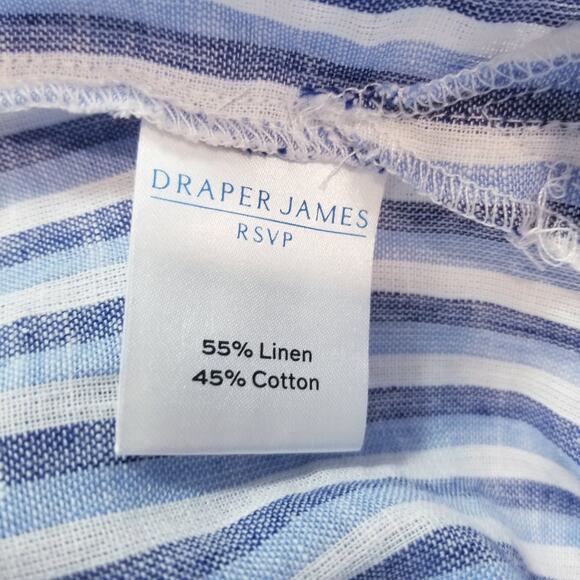 DRAPER JAMES
RSVP
55% Linen
45% Cotton